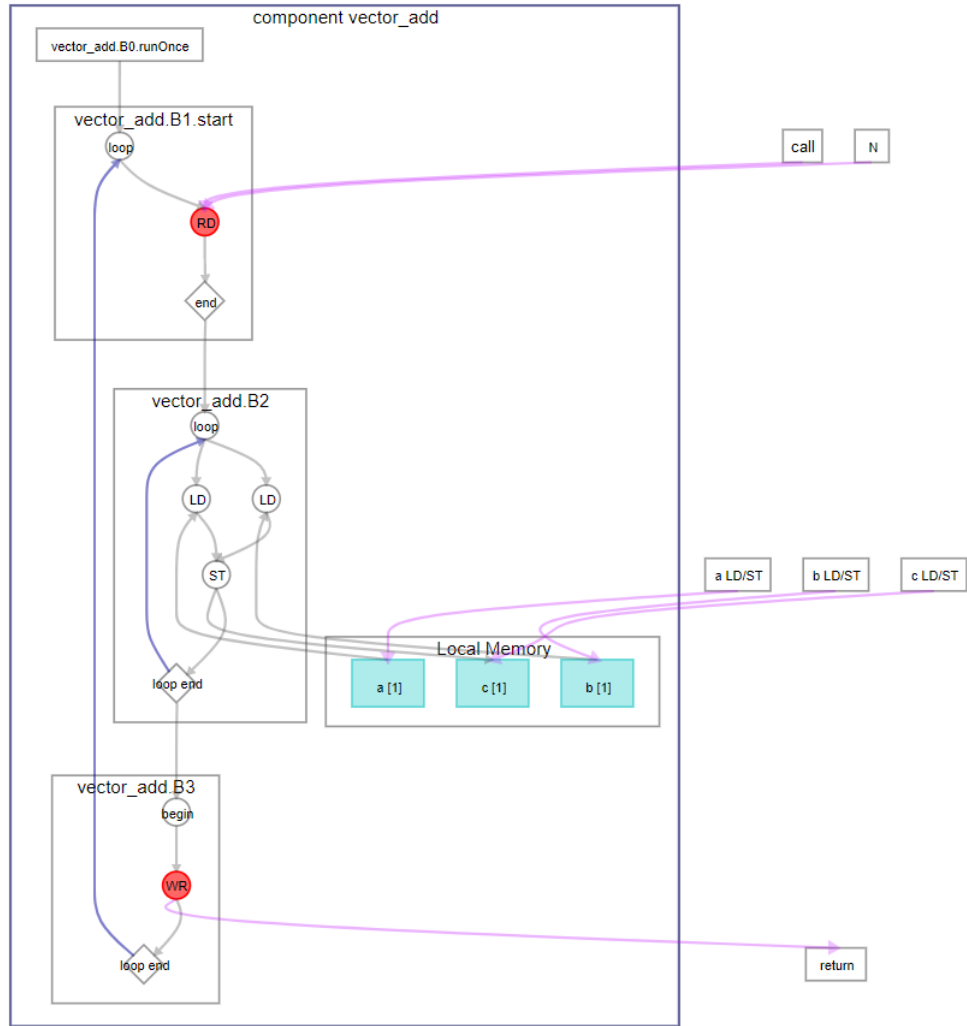 component vector_add
vector_add.B0.runOnce
vector_add.B1.start
loop
call
N
RD
end
vector_add.B2
loop
LD
LD
ST
a LD/ST
b LD/ST
c LD/ST
Local Memory
loop end
a [1]
c [1]
b [1]
vector_add.B3
begin
WR
loop end
return